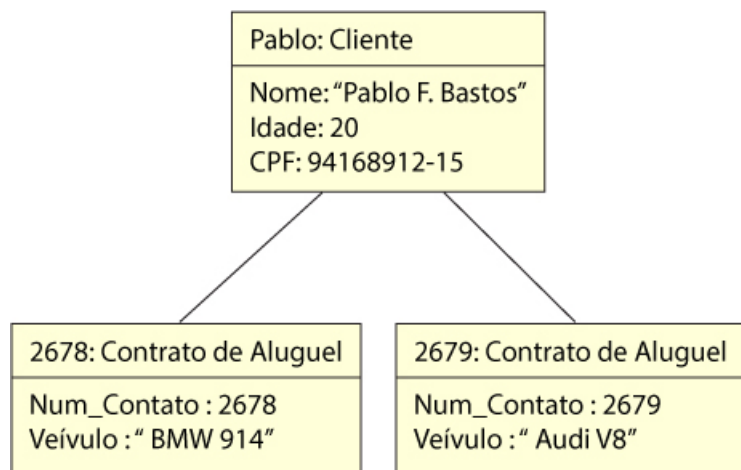 Pablo: Cliente
Nome: “Pablo F. Bastos”
Idade: 20
CPF: 94168912-15
2678: Contrato de Aluguel
Num_Contato : 2678
Veívulo : “ BMW 914”
2679: Contrato de Aluguel
Num_Contato : 2679
Veívulo : “ Audi V8”